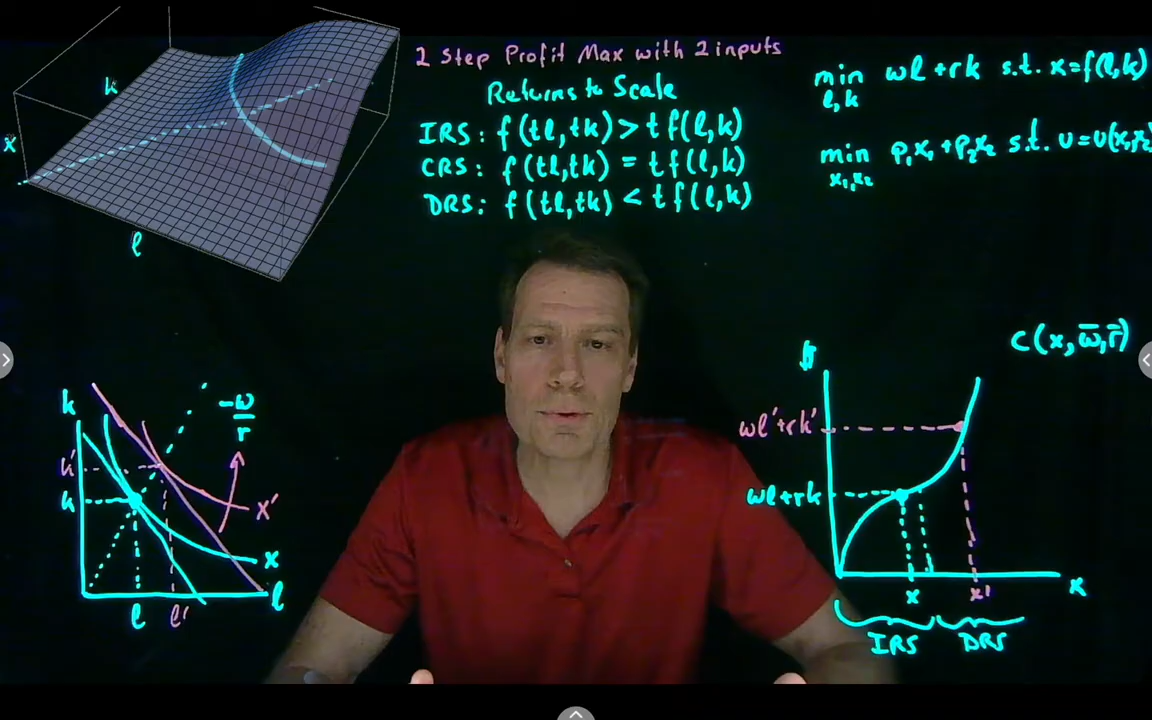 2 Step Profit Max with 2 inputs
Returns to Scale
IRS: f(tl,tk) > t f(l,k)
CRS: f(tl,tk) = t f(l,k)
DRS: f(tl,tk) < t f(l,k)
min wl + rk s.t. x = f(l,k)
l, k
min p₁x₁ + p₂x₂ s.t. u = u(x₁,x₂)
x₁,x₂
k
x
l
k
-w
r
k'
k
x'
x
l
l'
l
$
c(x, w̄, r̄)
wl'+rk'
wl+rk
x
x'
x
IRS
DRS